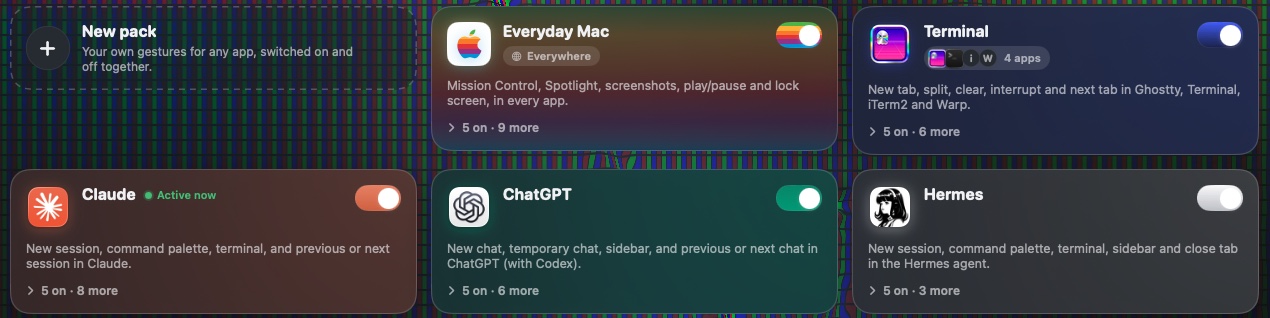 New pack
Your own gestures for any app, switched on and
off together.
Everyday Mac
Everywhere
Mission Control, Spotlight, screenshots, play/pause and lock
screen, in every app.
5 on · 9 more
Terminal
i W 4 apps
New tab, split, clear, interrupt and next tab in Ghostty, Terminal,
iTerm2 and Warp.
5 on · 6 more
Claude Active now
New session, command palette, terminal, and previous or next
session in Claude.
5 on · 8 more
ChatGPT
New chat, temporary chat, sidebar, and previous or next chat in
ChatGPT (with Codex).
5 on · 6 more
Hermes
New session, command palette, terminal, sidebar and close tab
in the Hermes agent.
5 on · 3 more